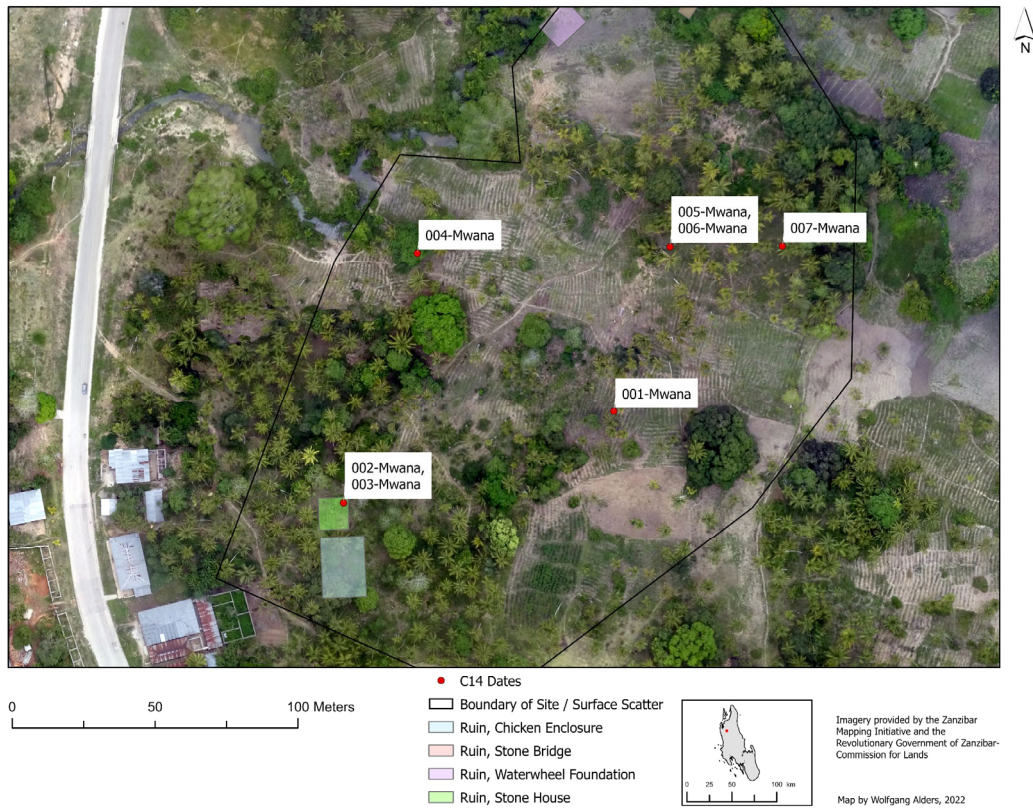 N
004-Mwana
005-Mwana,
006-Mwana
007-Mwana
001-Mwana
002-Mwana,
003-Mwana
0 50 100 Meters
C14 Dates
Boundary of Site / Surface Scatter
Ruin, Chicken Enclosure
Ruin, Stone Bridge
Ruin, Waterwheel Foundation
Ruin, Stone House
0 25 50 100 km
Imagery provided by the Zanzibar
Mapping Initiative and the
Revolutionary Government of Zanzibar-
Commission for Lands
Map by Wolfgang Alders, 2022